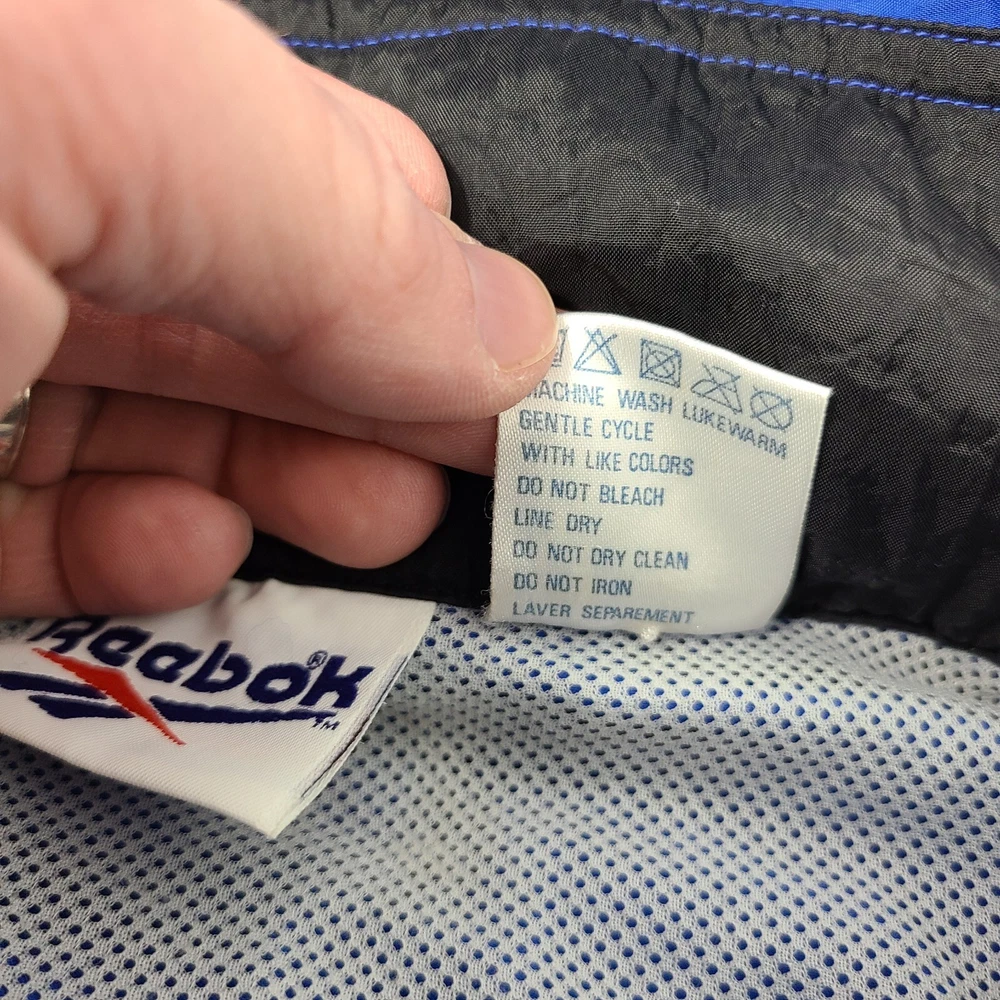 MACHINE WASH LUKEWARM
GENTLE CYCLE
WITH LIKE COLORS
DO NOT BLEACH
LINE DRY
DO NOT DRY CLEAN
DO NOT IRON
LAVER SEPAREMENT
Reebok®
TM